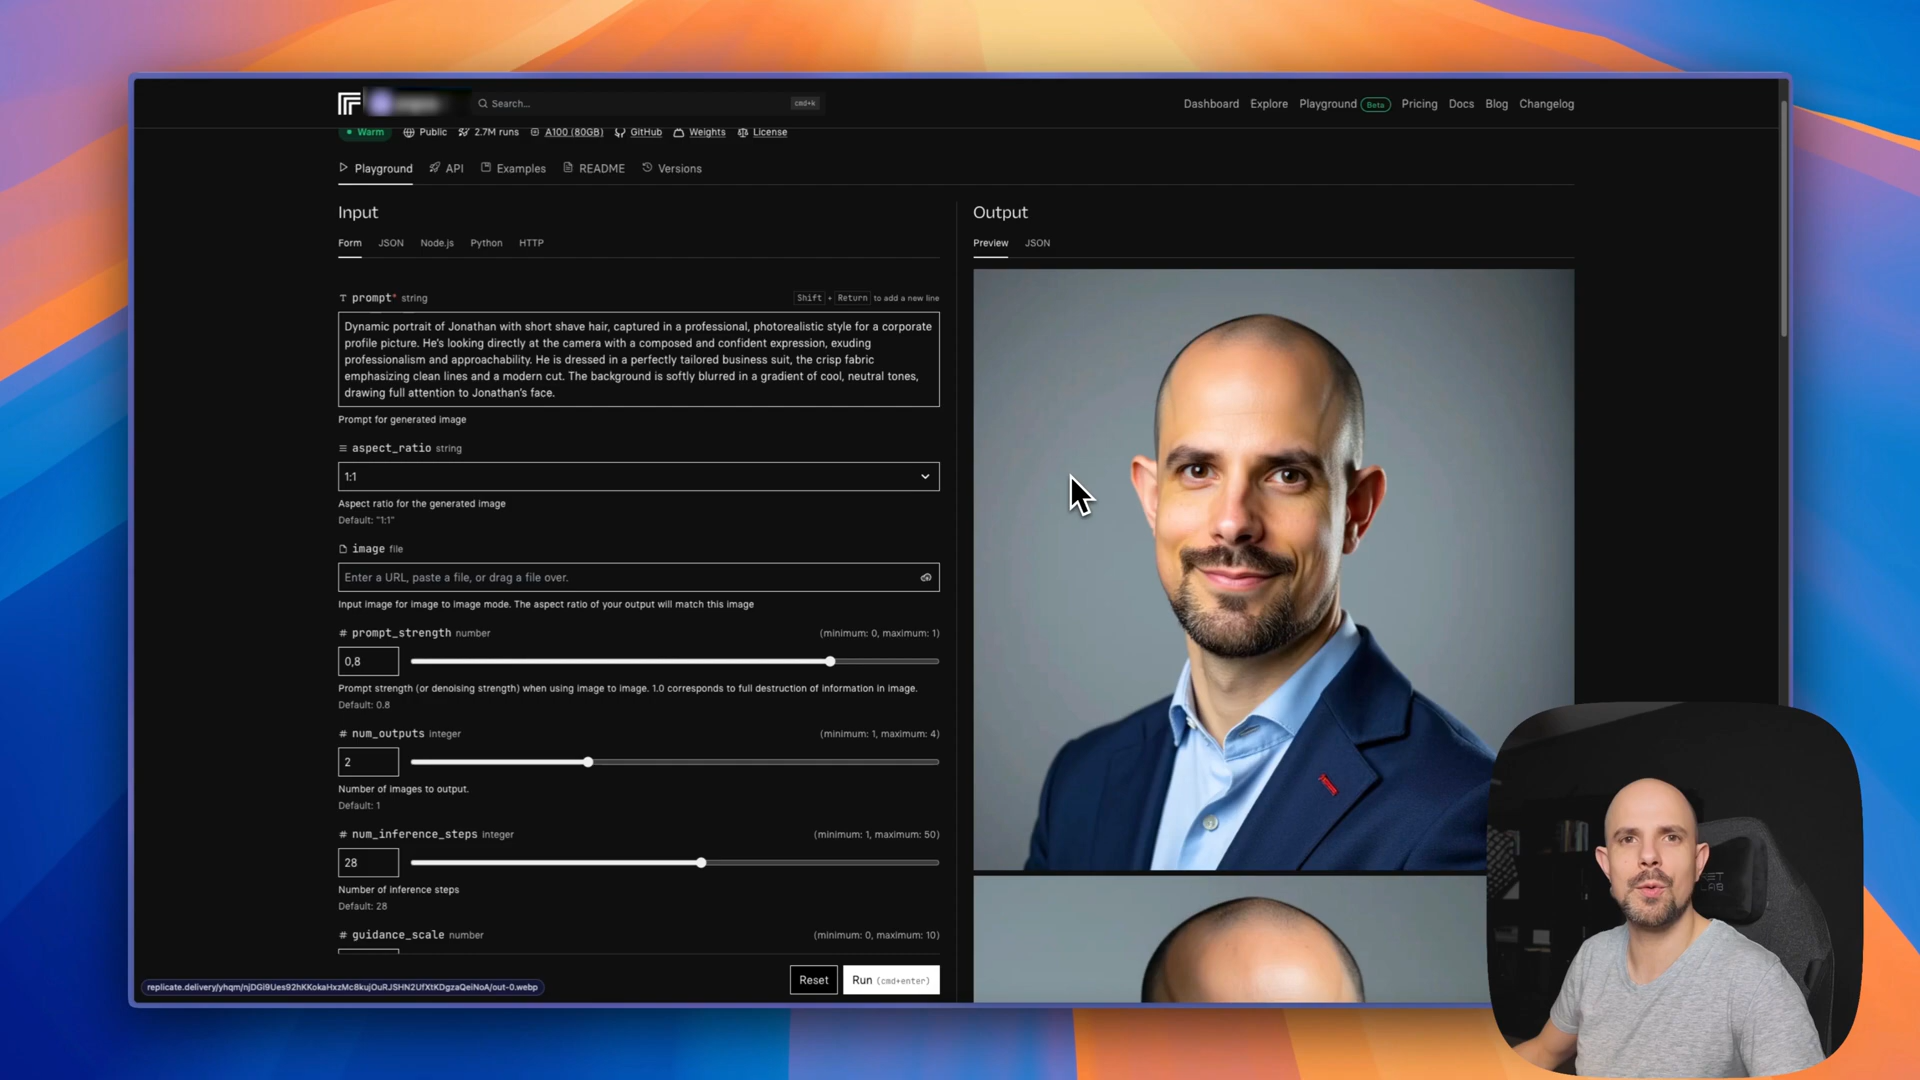 Search...
cmd+k
Dashboard
Explore
Playground Beta
Pricing
Docs
Blog
Changelog
Warm
Public
2.7M runs
A100 (80GB)
GitHub
Weights
License
Playground
API
Examples
README
Versions
Input
Form
JSON
Node.js
Python
HTTP
prompt* string
Shift + Return to add a new line
Dynamic portrait of Jonathan with short shave hair, captured in a professional, photorealistic style for a corporate
profile picture. He's looking directly at the camera with a composed and confident expression, exuding
professionalism and approachability. He is dressed in a perfectly tailored business suit, the crisp fabric
emphasizing clean lines and a modern cut. The background is softly blurred in a gradient of cool, neutral tones,
drawing full attention to Jonathan's face.
Prompt for generated image
aspect_ratio string
1:1
Aspect ratio for the generated image
Default: "1:1"
image file
Enter a URL, paste a file, or drag a file over.
Input image for image to image mode. The aspect ratio of your output will match this image
# prompt_strength number
(minimum: 0, maximum: 1)
0,8
Prompt strength (or denoising strength) when using image to image. 1.0 corresponds to full destruction of information in image.
Default: 0.8
# num_outputs integer
(minimum: 1, maximum: 4)
2
Number of images to output.
Default: 1
# num_inference_steps integer
(minimum: 1, maximum: 50)
28
Number of inference steps
Default: 28
# guidance_scale number
(minimum: 0, maximum: 10)
Reset
Run (cmd+enter)
Output
Preview
JSON